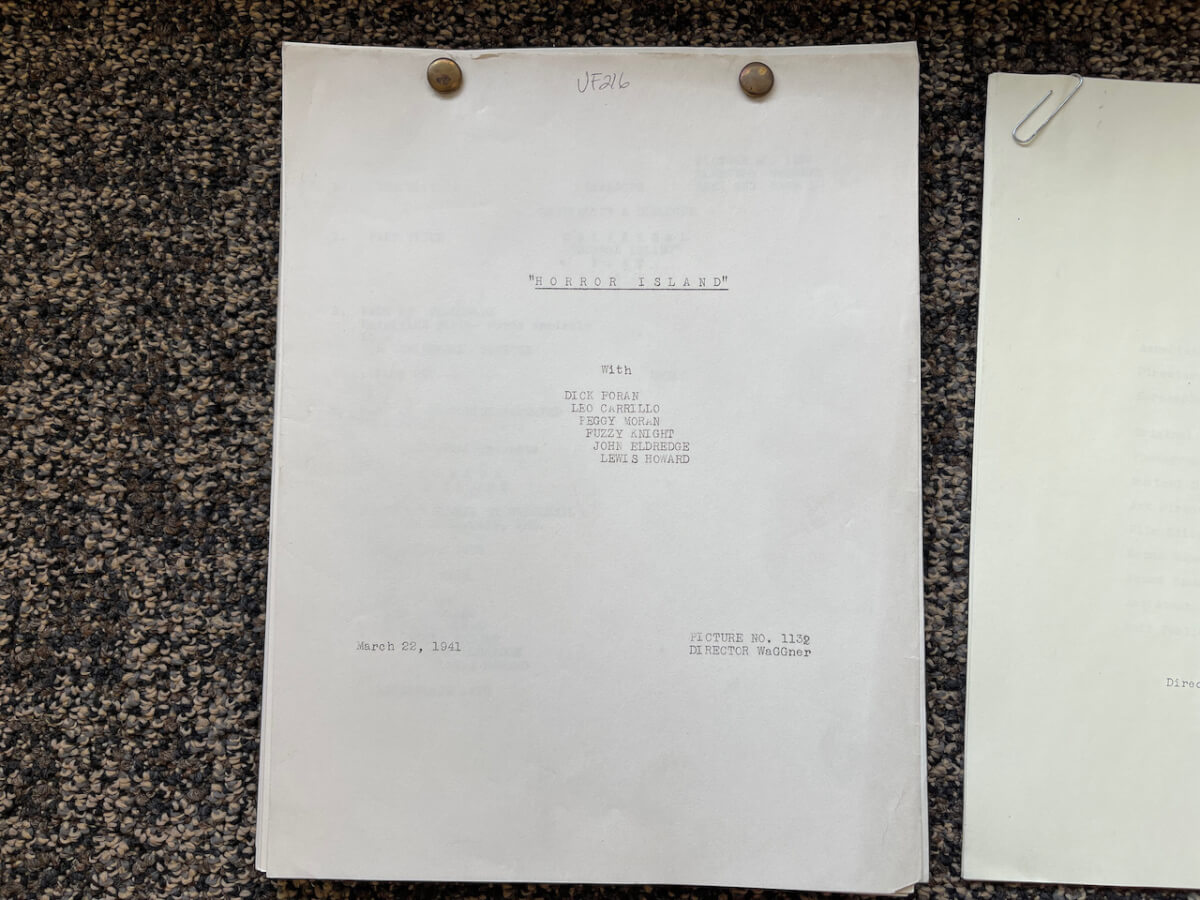 UF216
"HORROR ISLAND"
With
DICK FORAN
LEO CARRILLO
PEGGY MORAN
FUZZY KNIGHT
JOHN ELDREDGE
LEWIS HOWARD
March 22, 1941
PICTURE NO. 1132
DIRECTOR WaGGner